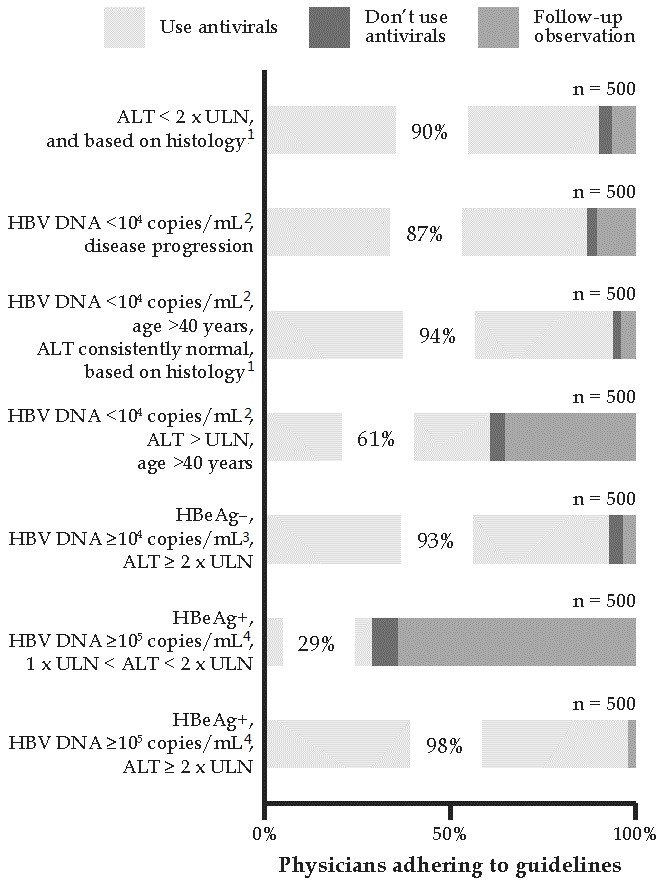 Use antivirals
Don't use
antivirals
Follow-up
observation
n = 500
ALT < 2 x ULN,
and based on histology¹
90%
n = 500
HBV DNA <10⁴ copies/mL²,
disease progression
87%
n = 500
HBV DNA <10⁴ copies/mL²,
age >40 years,
ALT consistently normal,
based on histology¹
94%
n = 500
HBV DNA <10⁴ copies/mL²,
ALT > ULN,
age >40 years
61%
n = 500
HBeAg–,
HBV DNA ≥10⁴ copies/mL³,
ALT ≥ 2 x ULN
93%
n = 500
HBeAg+,
HBV DNA ≥10⁵ copies/mL⁴,
1 x ULN < ALT < 2 x ULN
29%
n = 500
HBeAg+,
HBV DNA ≥10⁵ copies/mL⁴,
ALT ≥ 2 x ULN
98%
0%
50%
100%
Physicians adhering to guidelines